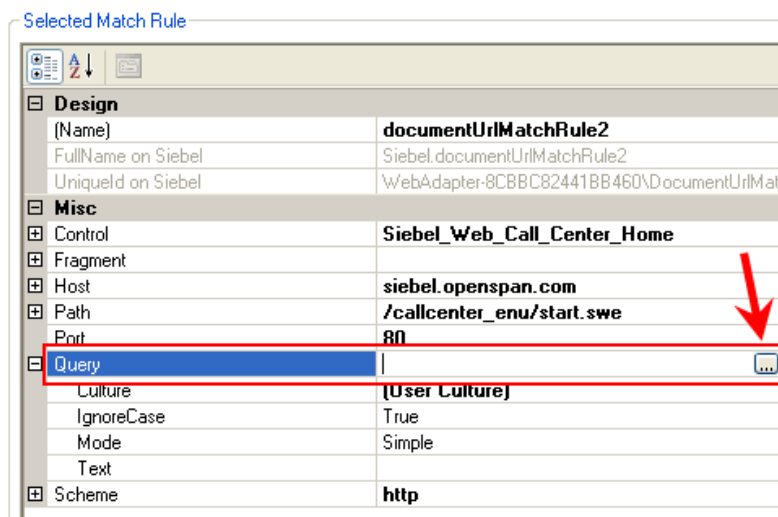 Selected Match Rule
Design
(Name) documentUrlMatchRule2
FullName on Siebel Siebel.documentUrlMatchRule2
UniqueId on Siebel WebAdapter-8CBBC82441BB460\DocumentUrlMat
Misc
Control Siebel_Web_Call_Center_Home
Fragment
Host siebel.openspan.com
Path /callcenter_enu/start.swe
Port 80
Query ...
Culture (User Culture)
IgnoreCase True
Mode Simple
Text
Scheme http